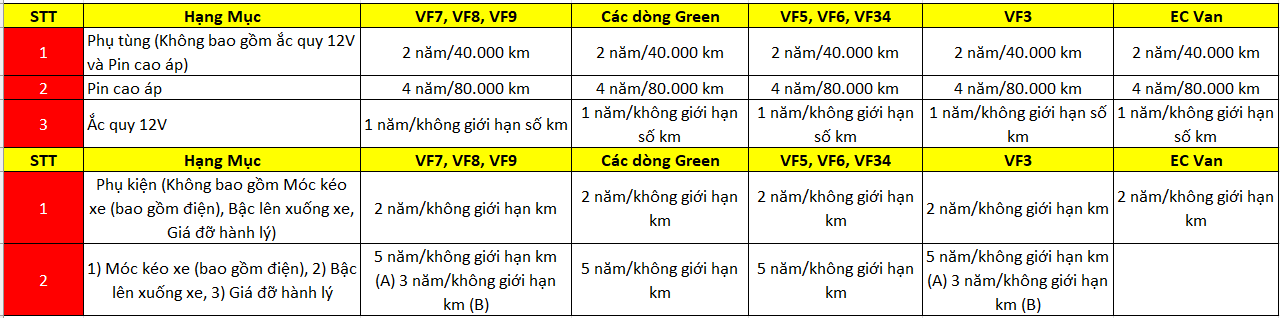 STT Hạng Mục VF7, VF8, VF9 Các dòng Green VF5, VF6, VF34 VF3 EC Van
1 Phụ tùng (Không bao gồm ắc quy 12V và Pin cao áp) 2 năm/40.000 km 2 năm/40.000 km 2 năm/40.000 km 2 năm/40.000 km 2 năm/40.000 km
2 Pin cao áp 4 năm/80.000 km 4 năm/80.000 km 4 năm/80.000 km 4 năm/80.000 km 4 năm/80.000 km
3 Ắc quy 12V 1 năm/không giới hạn số km 1 năm/không giới hạn số km 1 năm/không giới hạn số km 1 năm/không giới hạn số km 1 năm/không giới hạn số km
STT Hạng Mục VF7, VF8, VF9 Các dòng Green VF5, VF6, VF34 VF3 EC Van
1 Phụ kiện (Không bao gồm Móc kéo xe (bao gồm điện), Bậc lên xuống xe, Giá đỡ hành lý) 2 năm/không giới hạn km 2 năm/không giới hạn km 2 năm/không giới hạn km 2 năm/không giới hạn km 2 năm/không giới hạn km
2 1) Móc kéo xe (bao gồm điện), 2) Bậc lên xuống xe, 3) Giá đỡ hành lý 5 năm/không giới hạn km (A) 3 năm/không giới hạn km (B) 5 năm/không giới hạn km 5 năm/không giới hạn km 5 năm/không giới hạn km (A) 3 năm/không giới hạn km (B)